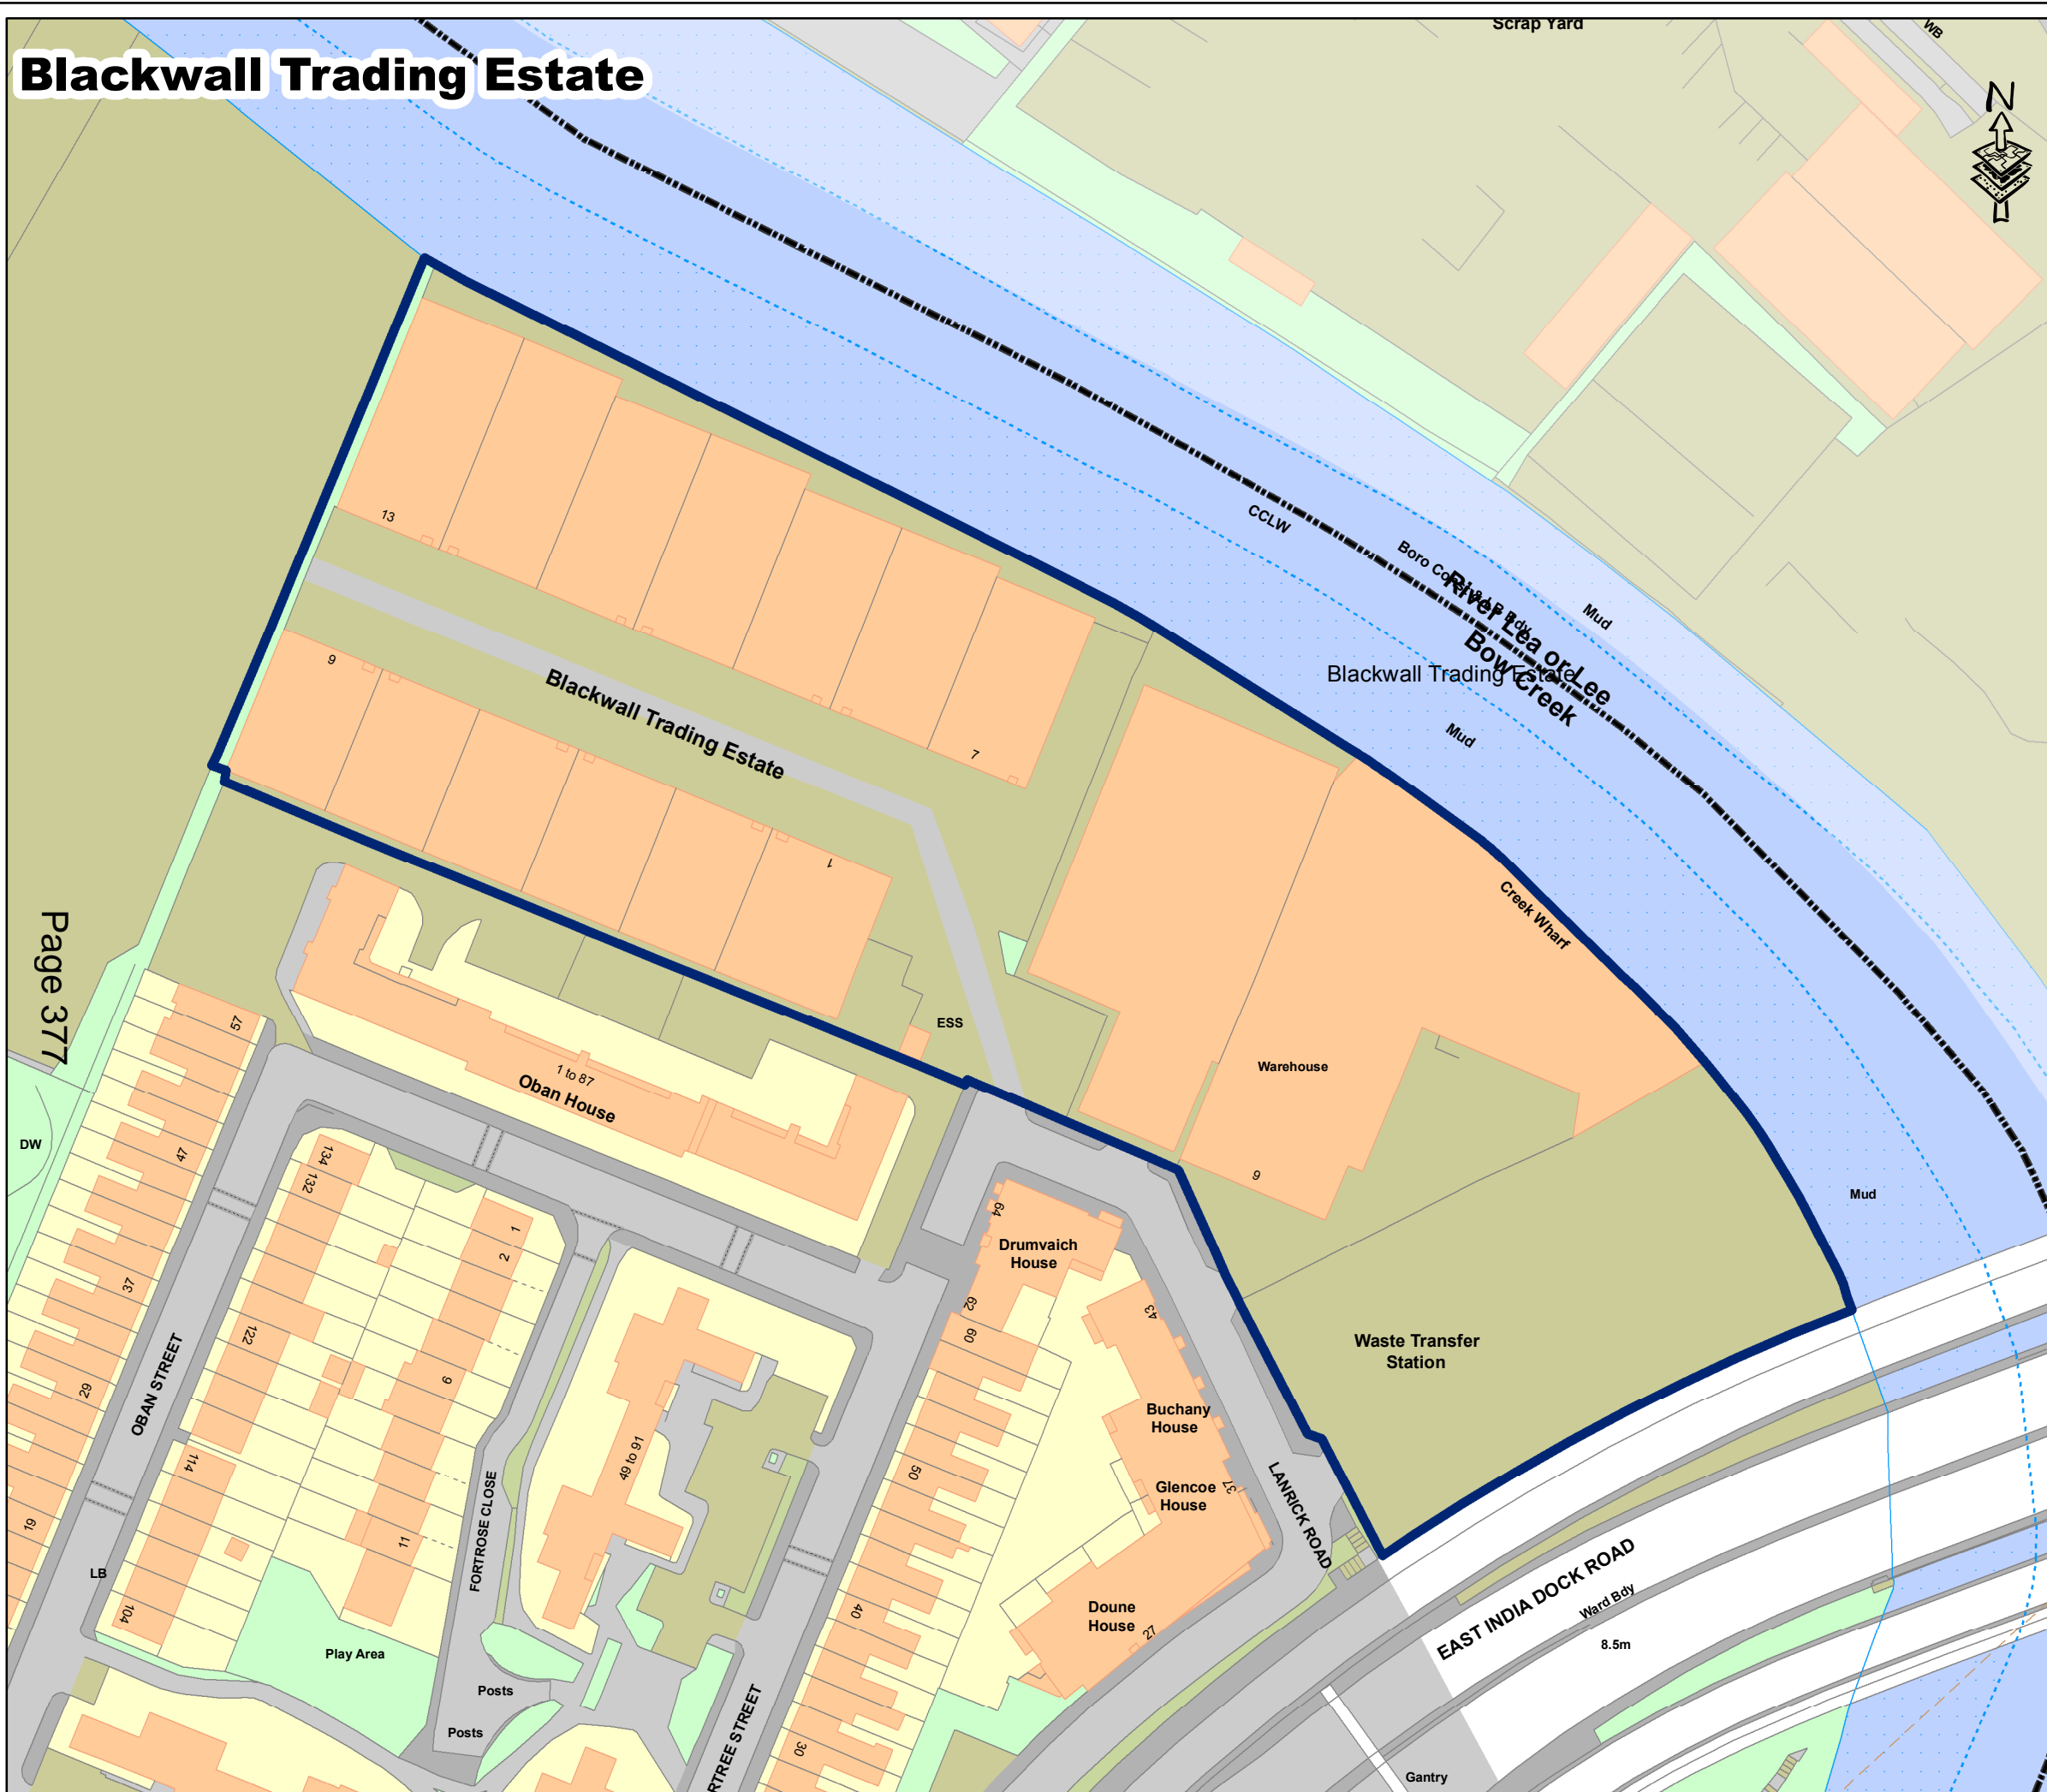 Blackwall Trading Estate
Scrap Yard
WB
N
CCLW
Mud
River Lea or Lee
Bow Creek
Blackwall Trading Estate
Mud
13
9
Blackwall Trading Estate
7
1
Creek Wharf
Page 377
ESS
Warehouse
6
57
1 to 87
Oban House
DW
47
134
132
1
2
Mud
64
Drumvaich
House
37
62
60
43
122
9
Waste Transfer
Station
OBAN STREET
29
Buchany
House
49 to 91
50
Glencoe
House
37
LANRICK ROAD
114
19
11
FORTROSE CLOSE
LB
104
40
Doune
House
27
EAST INDIA DOCK ROAD
Ward Bdy
8.5m
Play Area
Posts
Posts
RTREE STREET
30
Gantry